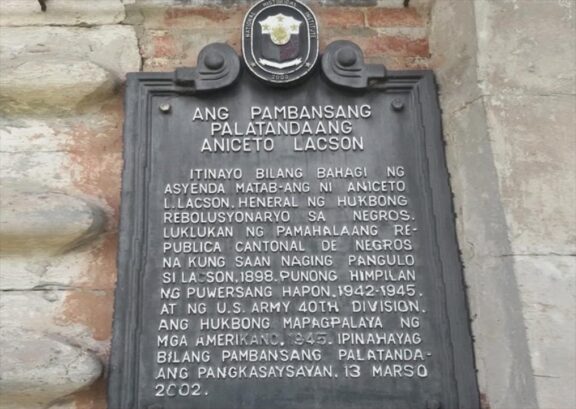 ANG PAMBANSANG
PALATANDAANG
ANICETO LACSON
ITINAYO BILANG BAHAGI NG
ASYENDA MATAB-ANG NI ANICETO
L. LACSON, HENERAL NG HUKBONG
REBOLUSYONARYO SA NEGROS.
LUKLUKAN NG PAMAHALAANG RE-
PUBLICA CANTONAL DE NEGROS
NA KUNG SAAN NAGING PANGULO
SI LACSON, 1898. PUNONG HIMPILAN
NG PUWERSANG HAPON, 1942-1945.
AT NG U.S. ARMY 40TH DIVISION,
ANG HUKBONG MAPAGPALAYA NG
MGA AMERIKANO, 1945. IPINAHAYAG
BILANG PAMBANSANG PALATANDA-
ANG PANGKASAYSAYAN, 13 MARSO
2002.